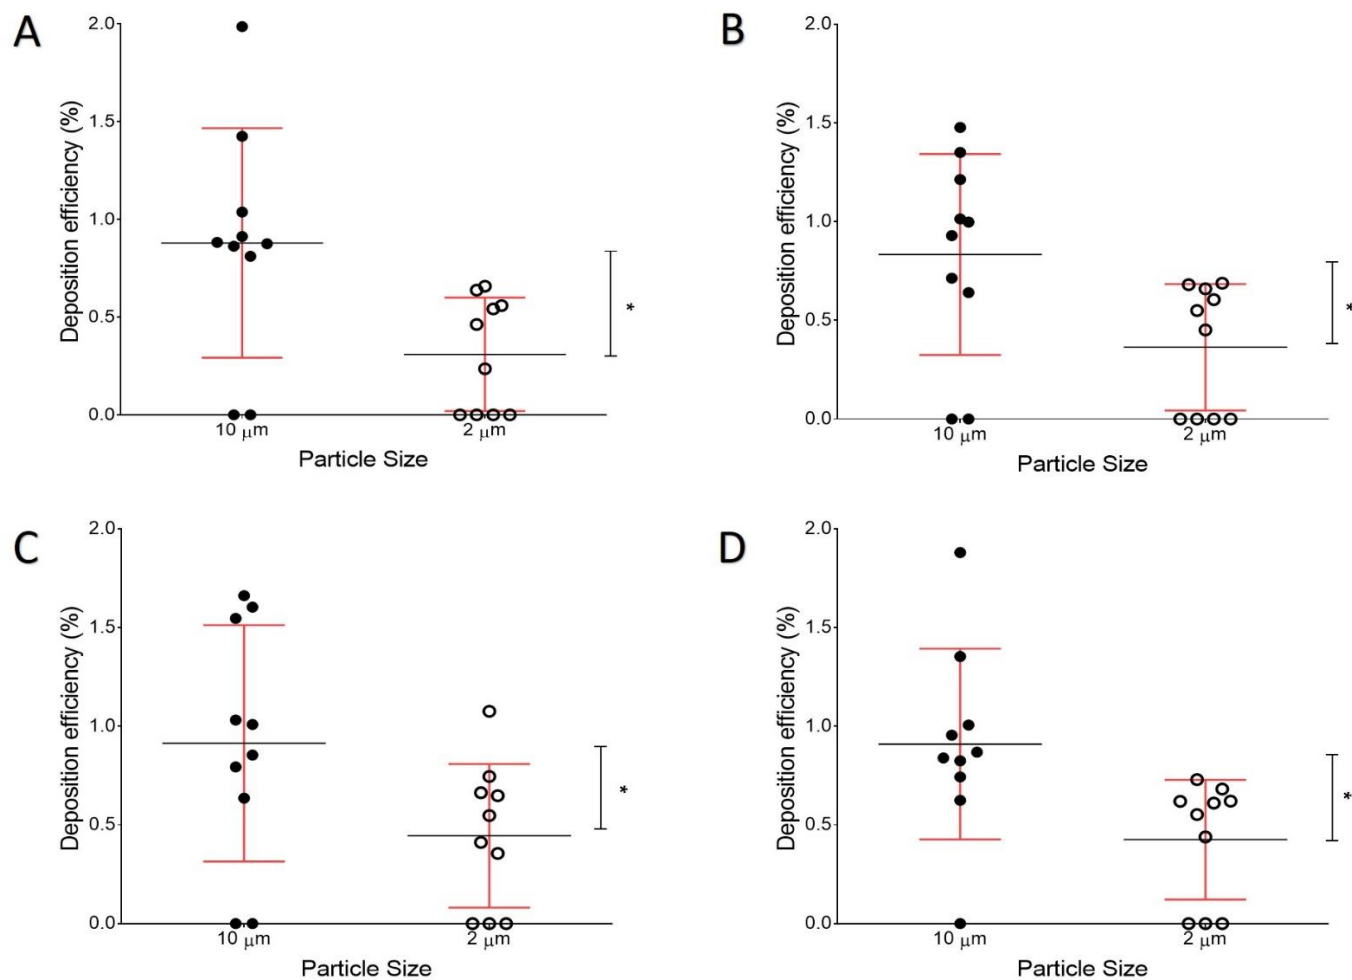 A
Deposition efficiency (%)
2.0
1.5
1.0
0.5
0.0
10 μm
2 μm
Particle Size
*
B
Deposition efficiency (%)
2.0
1.5
1.0
0.5
0.0
10 μm
2 μm
Particle Size
*
C
Deposition efficiency (%)
2.0
1.5
1.0
0.5
0.0
10 μm
2 μm
Particle Size
*
D
Deposition efficiency (%)
2.0
1.5
1.0
0.5
0.0
10 μm
2 μm
Particle Size
*